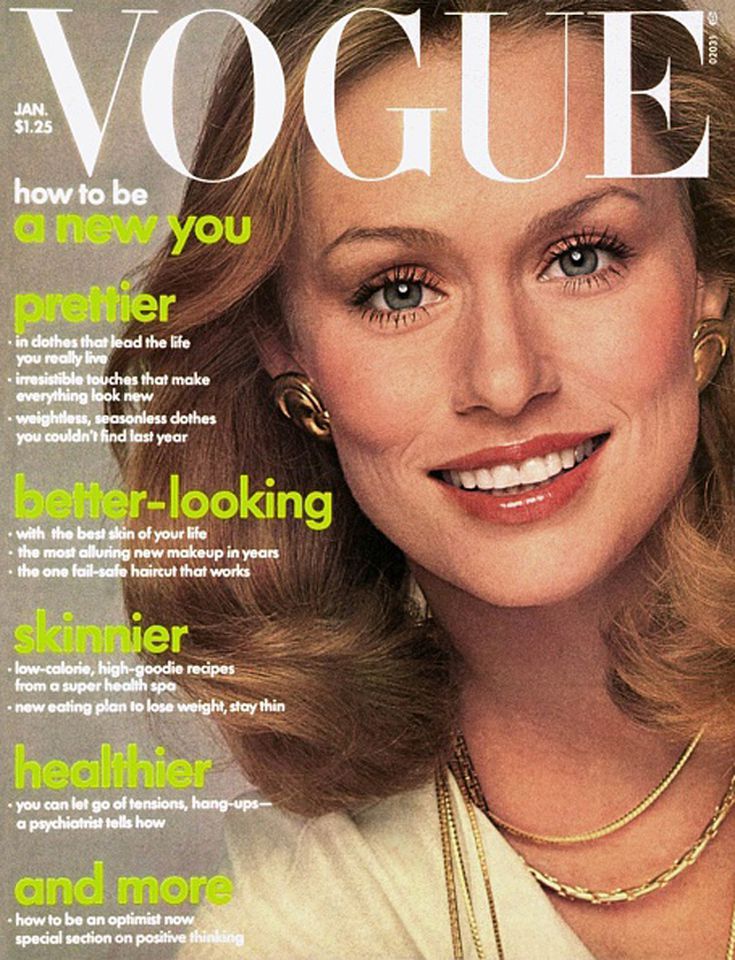 VOGUE
02031
JAN.
$1.25
how to be
a new you
prettier
· in clothes that lead the life
you really live
· irresistible touches that make
everything look new
· weightless, seasonless clothes
you couldn't find last year
better-looking
· with the best skin of your life
· the most alluring new makeup in years
· the one fail-safe haircut that works
skinnier
· low-calorie, high-goodie recipes
from a super health spa
· new eating plan to lose weight, stay thin
healthier
· you can let go of tensions, hang-ups—
a psychiatrist tells how
and more
· how to be an optimist now
special section on positive thinking